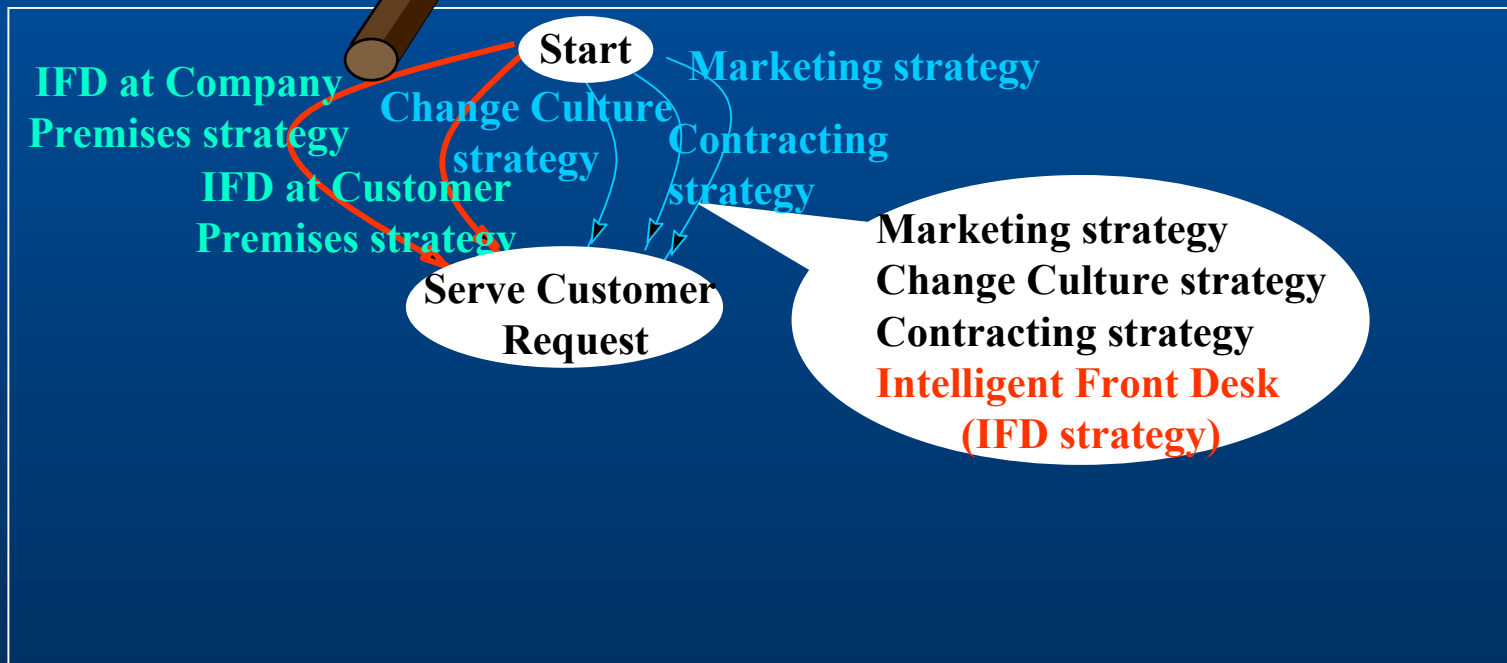 Start
Marketing strategy
IFD at Company
Premises strategy
Change Culture
strategy
Contracting
strategy
IFD at Customer
Premises strategy
Serve Customer
Request
Marketing strategy
Change Culture strategy
Contracting strategy
Intelligent Front Desk
(IFD strategy)